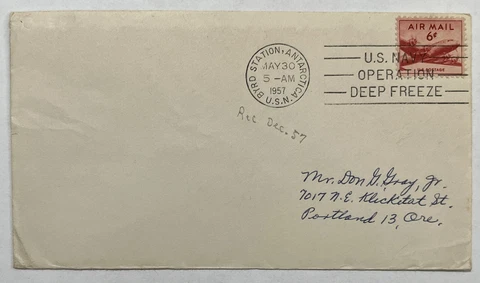 AIR MAIL
6¢
BYRD STATION, ANTARCTICA
MAY 30
5-AM
1957
U.S.N.
U.S. NAVY
OPERATION
DEEP FREEZE
Rec Dec. 57
Mr. Don G. Gray, Jr.
7017 N.E. Klickitat St.
Portland 13, Ore.